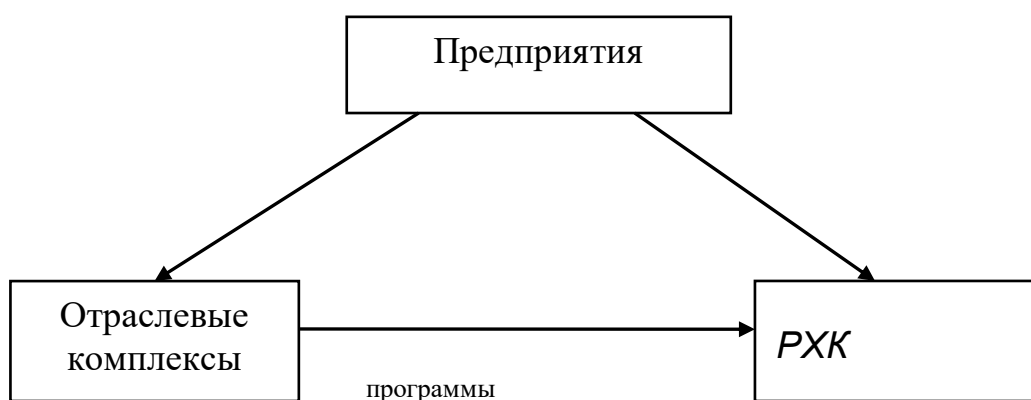 Предприятия
Отраслевые
комплексы
РХК
программы